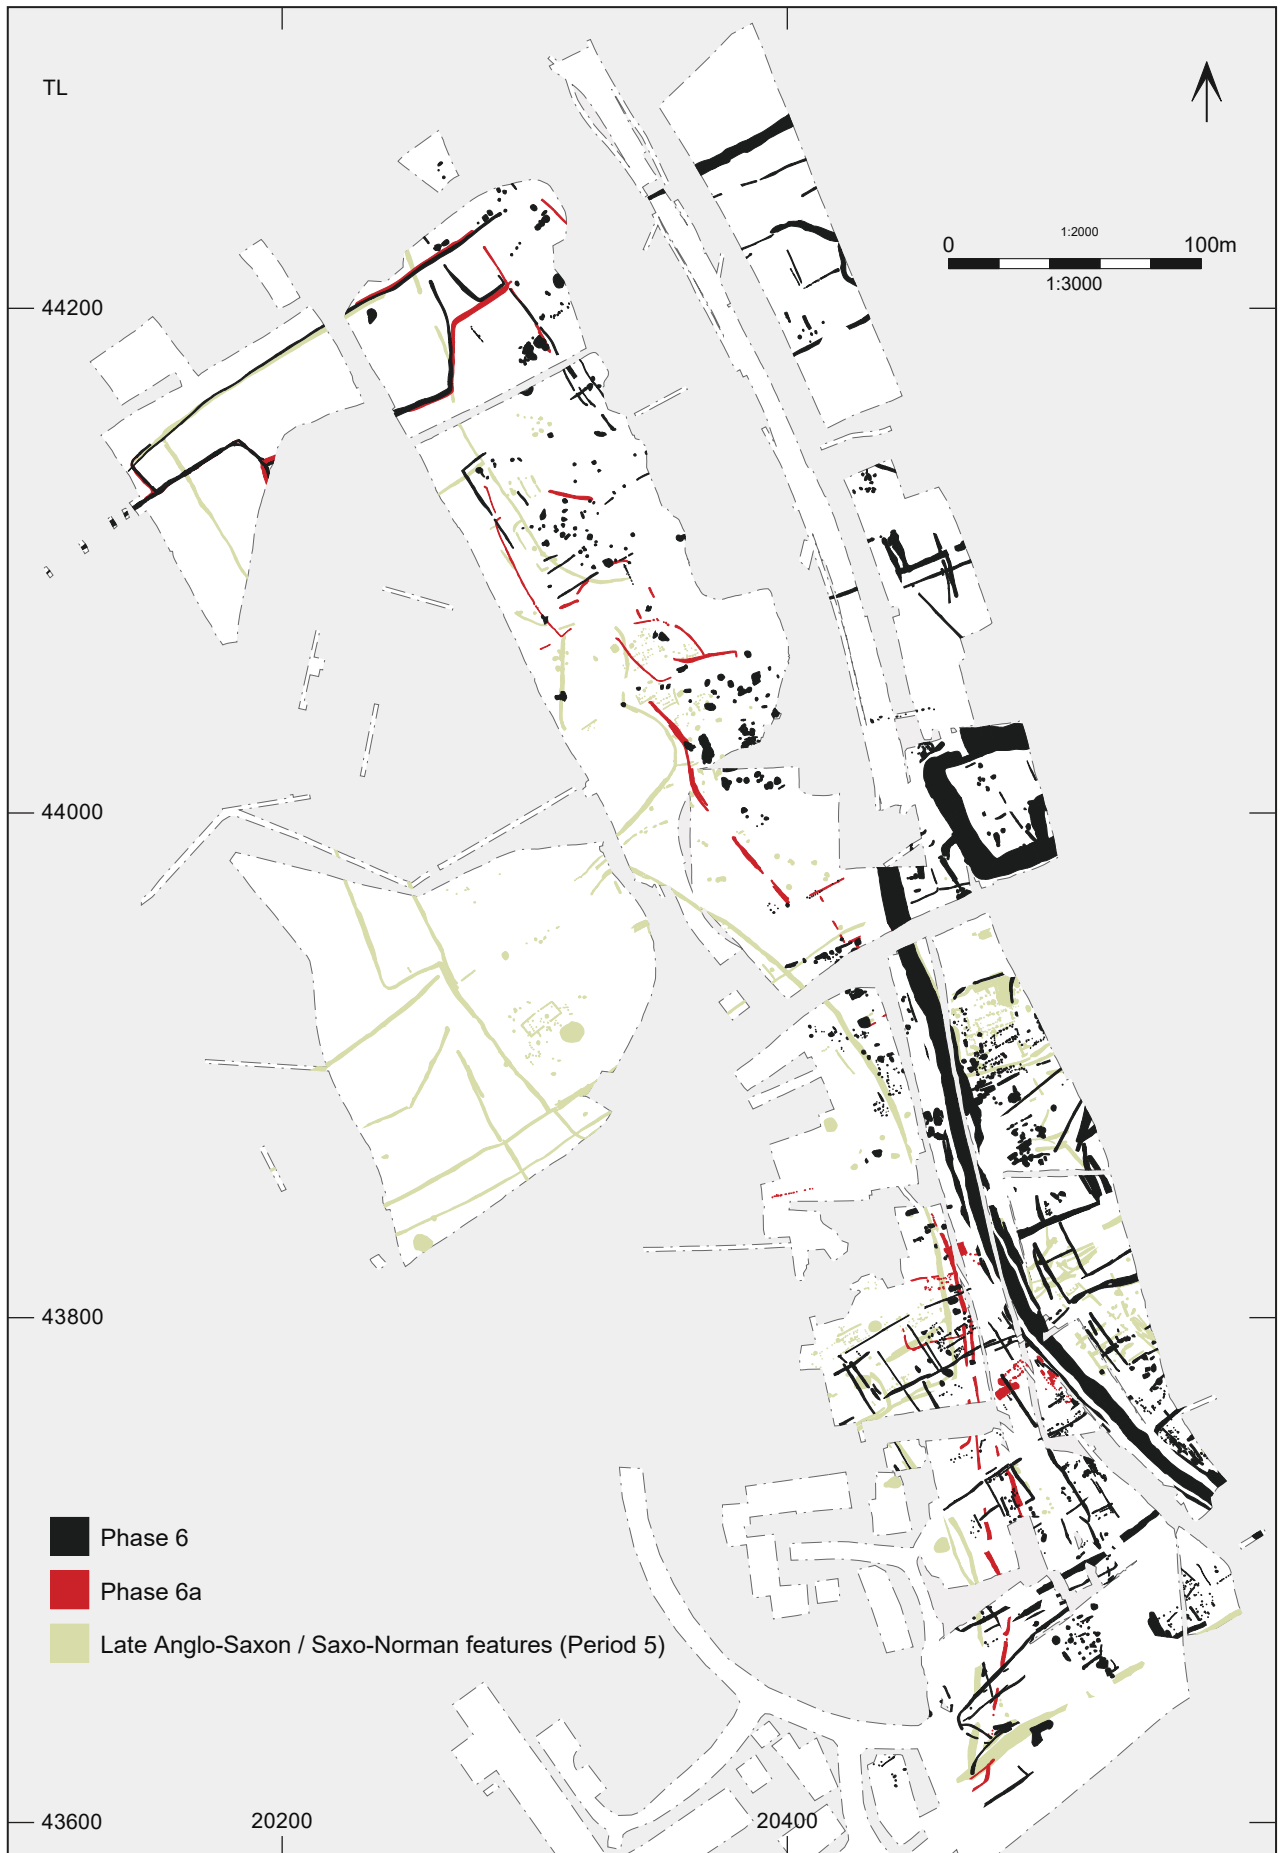 TL
1:2000
0 100m
1:3000
44200
44000
43800
Phase 6
Phase 6a
Late Anglo-Saxon / Saxo-Norman features (Period 5)
43600 20200 20400